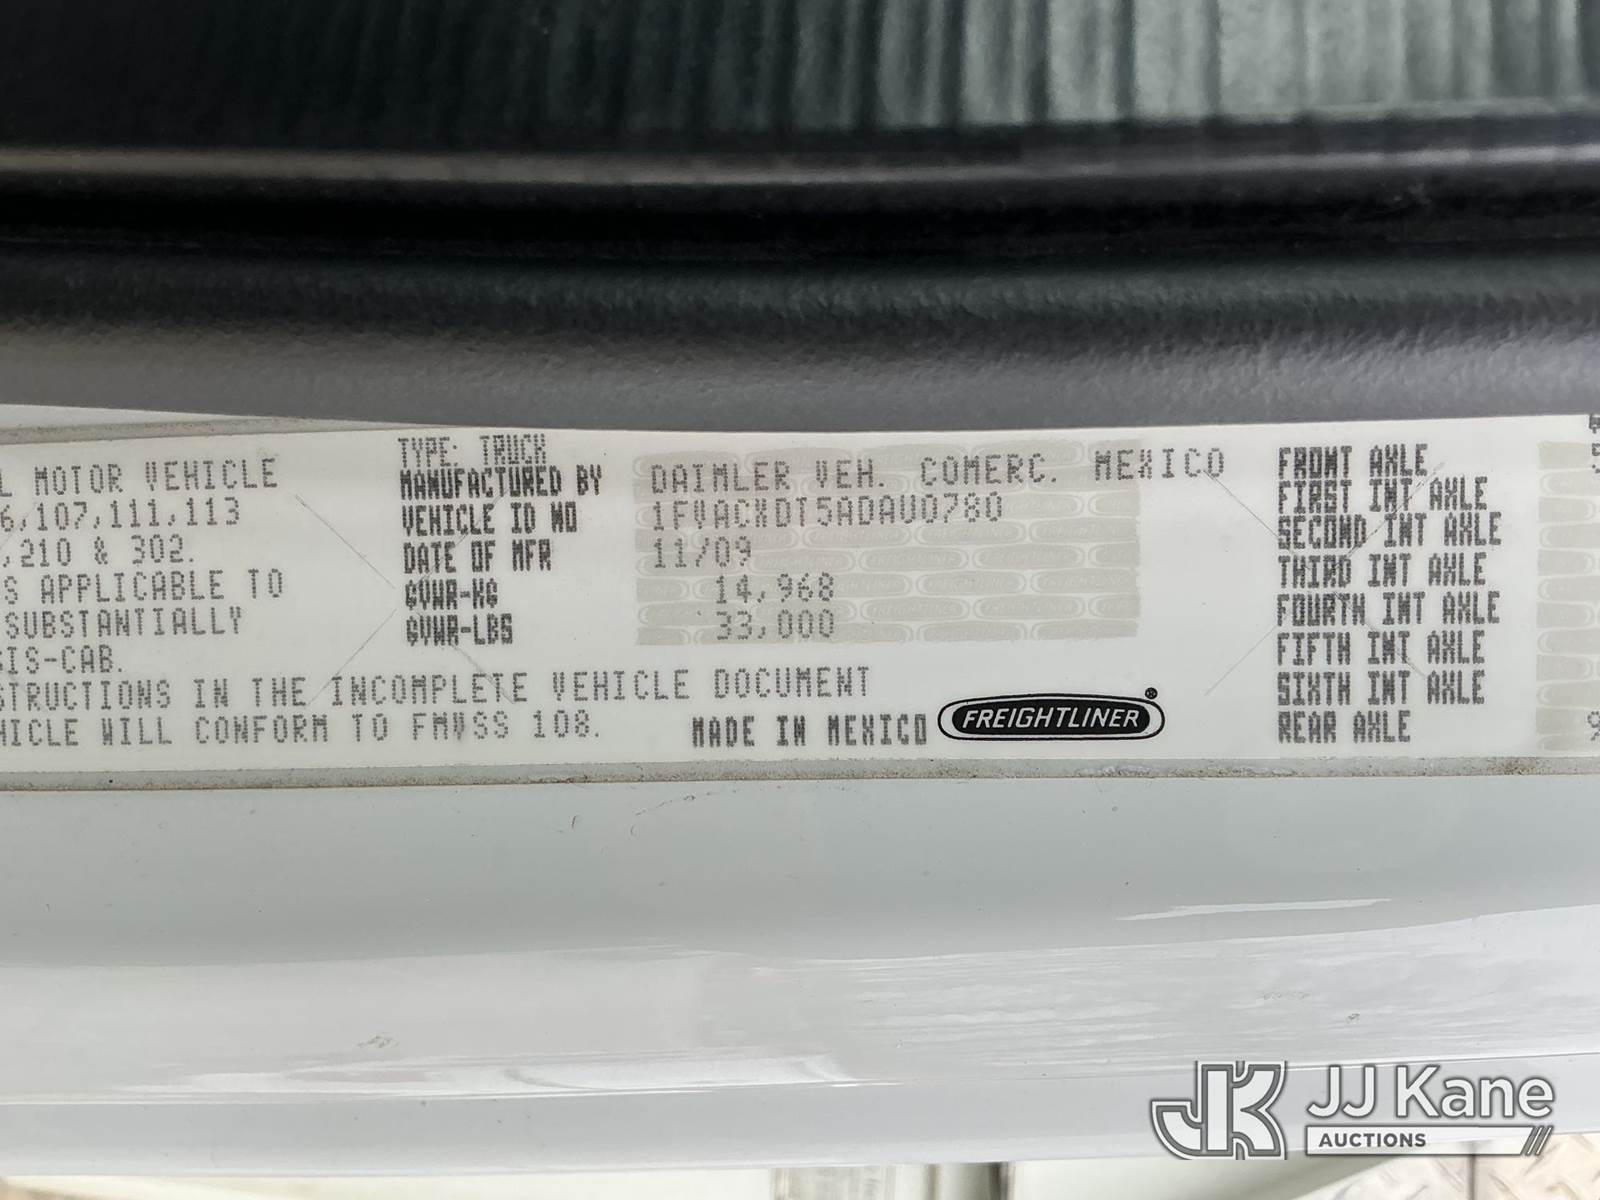 L MOTOR VEHICLE
6,107,111,113
,210 & 302.
S APPLICABLE TO
SUBSTANTIALLY"
SIS-CAB.
STRUCTIONS IN THE INCOMPLETE VEHICLE DOCUMENT
HICLE WILL CONFORM TO FMVSS 108.
TYPE: TRUCK
MANUFACTURED BY DAIMLER VEH. COMERC. MEXICO
VEHICLE ID NO 1FVACXDT5ADAU0780
DATE OF MFR 11/09
GVWR-KG 14,968
GVWR-LBS 33,000
MADE IN MEXICO FREIGHTLINER®
FRONT AXLE 5
FIRST INT AXLE
SECOND INT AXLE
THIRD INT AXLE
FOURTH INT AXLE
FIFTH INT AXLE
SIXTH INT AXLE
REAR AXLE 9
JK JJ Kane
AUCTIONS